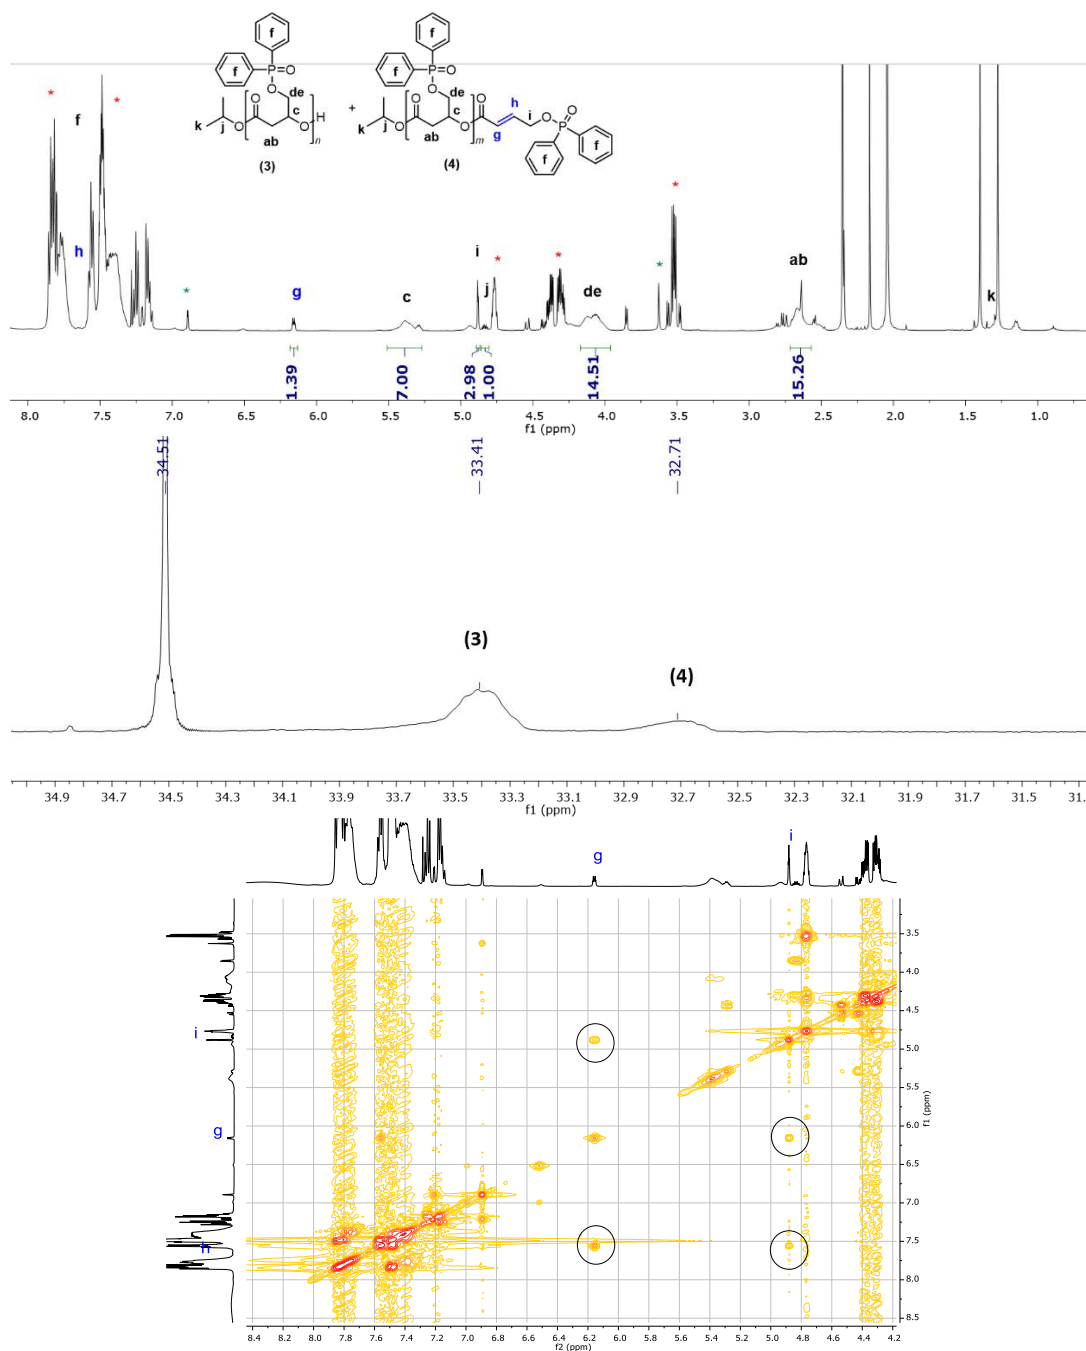 f f
P=O
O
de
O
c
O
O
H
n
k
j
ab
(3)
+
f f
P=O
O
de
O
c
O
O
m
k
j
ab
(4)
O
h
g
i
O
P
O
f f
* f *
h
*
g
c
i
j
*
*
de
*
*
ab
k
1.39 7.00 2.98 1.00 14.51 15.26
8.0 7.5 7.0 6.5 6.0 5.5 5.0 4.5 4.0 3.5 3.0 2.5 2.0 1.5 1.0
f1 (ppm)
34.51 33.41 32.71
(3)
(4)
34.9 34.7 34.5 34.3 34.1 33.9 33.7 33.5 33.3 33.1 32.9 32.7 32.5 32.3 32.1 31.9 31.7 31.5 31.
f1 (ppm)
g i
i
g
h
3.5
4.0
4.5
5.0
5.5
6.0
6.5
7.0
7.5
8.0
8.5
f1 (ppm)
8.4 8.2 8.0 7.8 7.6 7.4 7.2 7.0 6.8 6.6 6.4 6.2 6.0 5.8 5.6 5.4 5.2 5.0 4.8 4.6 4.4 4.2
f2 (ppm)